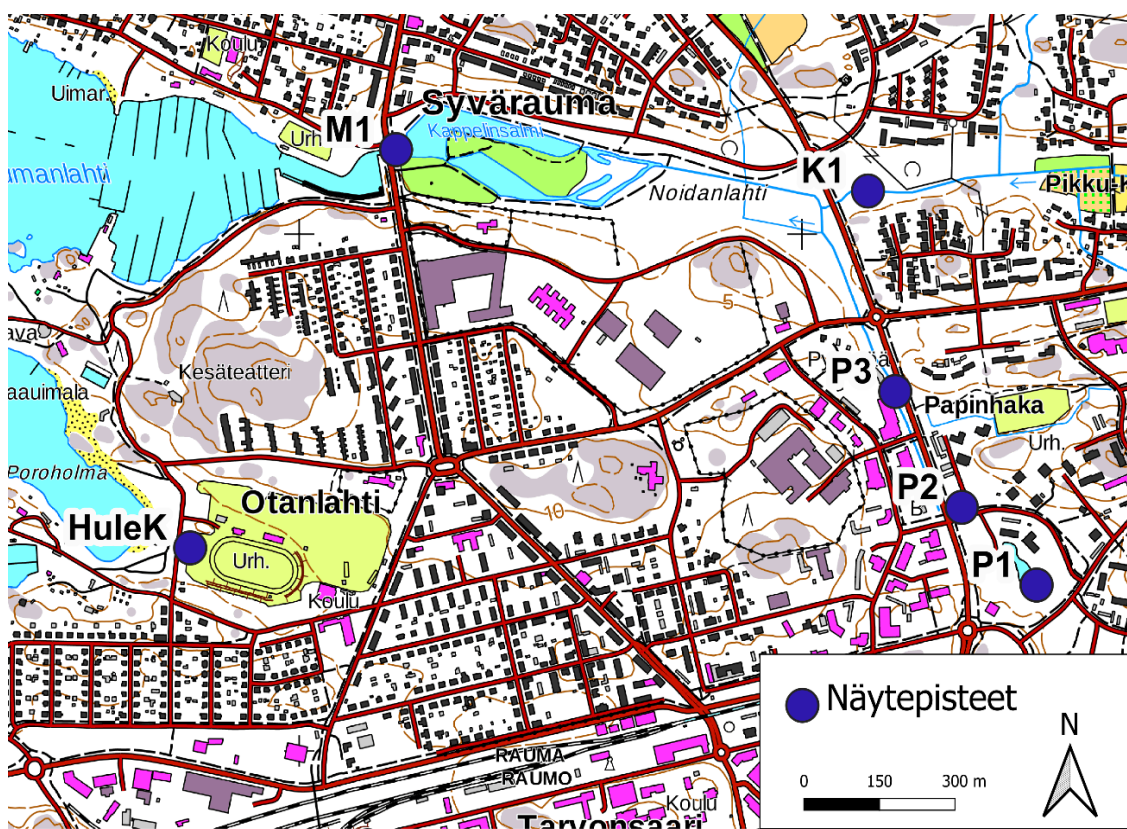 Koulu
Uimar.
Syvärauma
M1
Urh
Kappelinsalmi
umanlahti
K1
Noidanlahti
Pikku-K
5
ava
Kesäteatteri
aauimala
P3
Papinhaka
Urh.
Poroholma
Otanlahti
10
P2
HuleK
Urh.
P1
Koulu
Näytepisteet
N
RAUMA
RAUMO
0 150 300 m
Koulu
Tarvonsaari